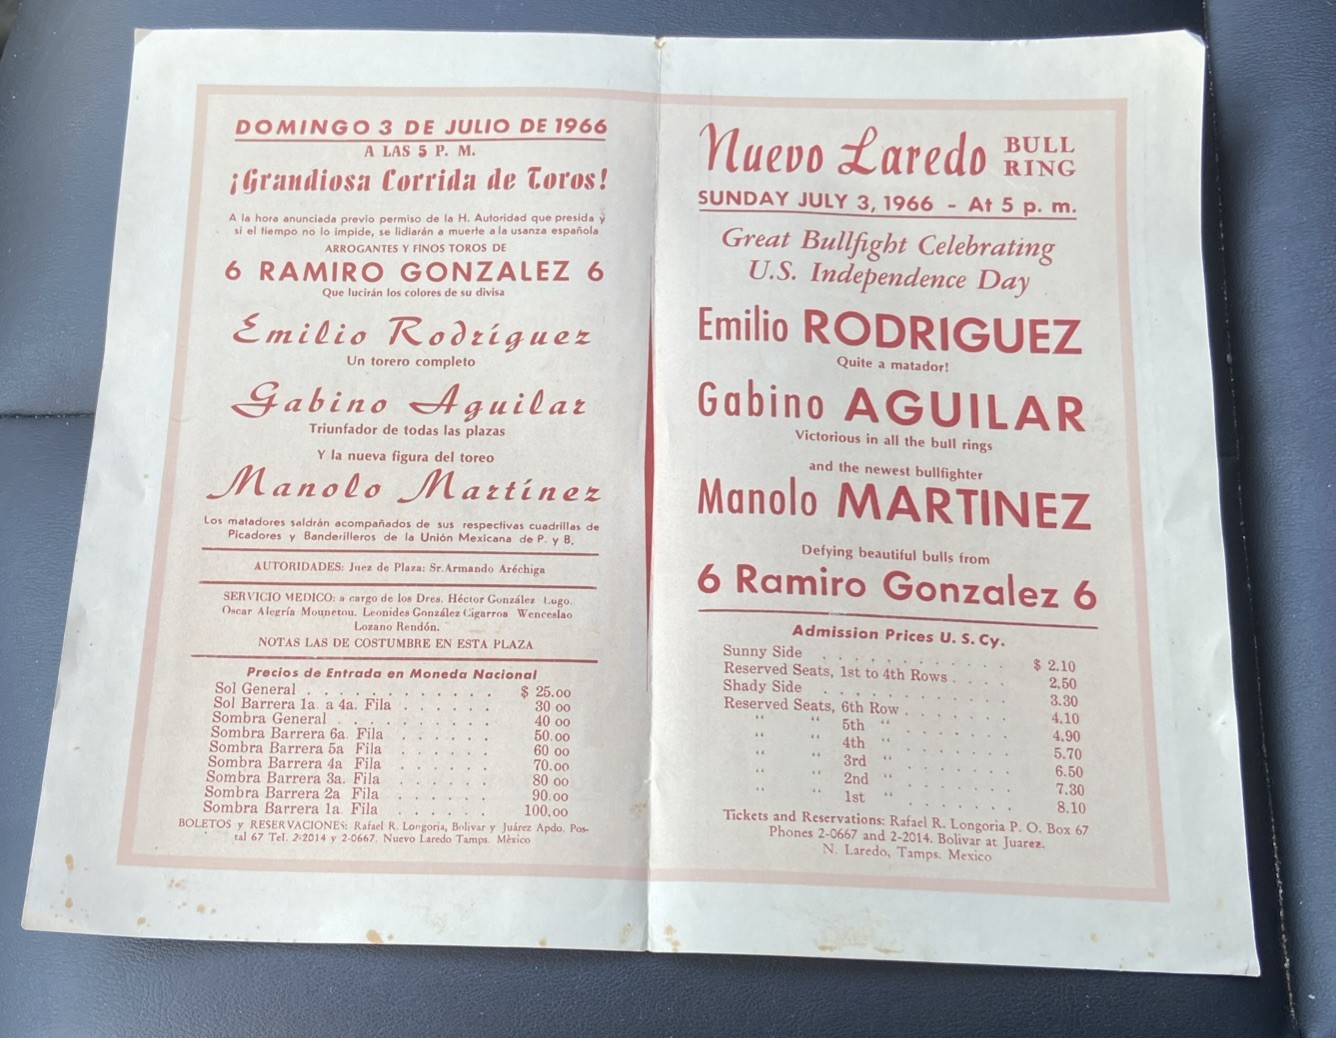 DOMINGO 3 DE JULIO DE 1966
A LAS 5 P. M.
¡Grandiosa Corrida de Toros!
A la hora anunciada previo permiso de la H. Autoridad que presida y
si el tiempo no lo impide, se lidiarán a muerte a la usanza española
ARROGANTES Y FINOS TOROS DE
6 RAMIRO GONZALEZ 6
Que lucirán los colores de su divisa
Emilio Rodríguez
Un torero completo
Gabino Aguilar
Triunfador de todas las plazas
Y la nueva figura del toreo
Manolo Martínez
Los matadores saldrán acompañados de sus respectivas cuadrillas de
Picadores y Banderilleros de la Unión Mexicana de P. y B.
AUTORIDADES: Juez de Plaza: Sr. Armando Aréchiga
SERVICIO MEDICO: a cargo de los Dres. Héctor González Lugo.
Oscar Alegría Mounetou. Leonides González Cigarroa Wenceslao
Lozano Rendón.
NOTAS LAS DE COSTUMBRE EN ESTA PLAZA
Precios de Entrada en Moneda Nacional
Sol General . . . . . . . . . . . . $ 25.00
Sol Barrera 1a. a 4a. Fila . . . . . . 30 00
Sombra General . . . . . . . . . . 40 00
Sombra Barrera 6a. Fila . . . . . . 50.00
Sombra Barrera 5a Fila . . . . . . 60 00
Sombra Barrera 4a Fila . . . . . . 70.00
Sombra Barrera 3a. Fila . . . . . . 80 00
Sombra Barrera 2a Fila . . . . . . 90.00
Sombra Barrera 1a. Fila . . . . . . 100.00
BOLETOS y RESERVACIONES: Rafael R. Longoria, Bolivar y Juárez Apdo. Pos-
tal 67 Tel. 2-2014 y 2-0667. Nuevo Laredo Tamps. México
Nuevo Laredo BULL RING
SUNDAY JULY 3, 1966 - At 5 p. m.
Great Bullfight Celebrating
U.S. Independence Day
Emilio RODRIGUEZ
Quite a matador!
Gabino AGUILAR
Victorious in all the bull rings
and the newest bullfighter
Manolo MARTINEZ
Defying beautiful bulls from
6 Ramiro Gonzalez 6
Admission Prices U. S. Cy.
Sunny Side . . . . . . . . . . . . $ 2.10
Reserved Seats, 1st to 4th Rows . . . . 2.50
Shady Side . . . . . . . . . . . . 3.30
Reserved Seats, 6th Row . . . . . . . 4.10
" " 5th " . . . . . . . 4.90
" " 4th " . . . . . . . 5.70
" " 3rd " . . . . . . . 6.50
" " 2nd " . . . . . . . 7.30
" " 1st " . . . . . . . 8.10
Tickets and Reservations: Rafael R. Longoria P. O. Box 67
Phones 2-0667 and 2-2014. Bolivar at Juarez.
N. Laredo, Tamps. Mexico